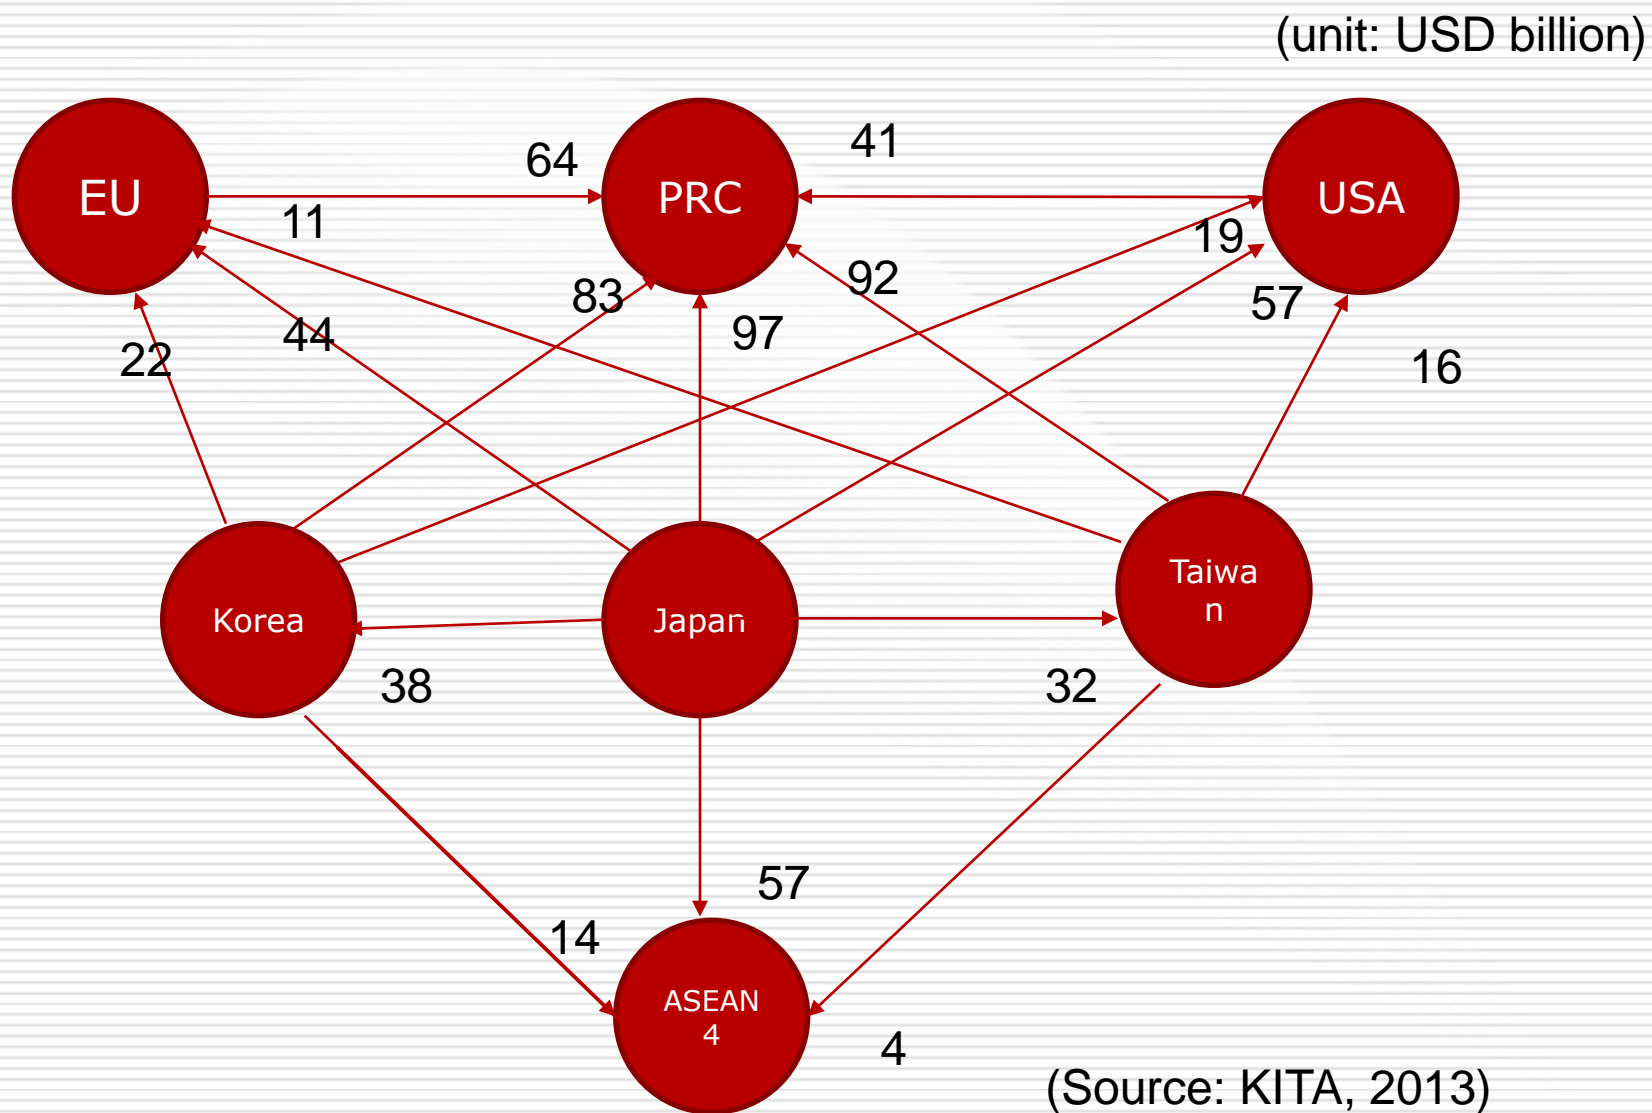 (unit: USD billion)
EU
PRC
USA
64
41
11
19
83
92
57
44
97
22
16
Korea
Japan
Taiwa
n
38
32
57
14
ASEAN
4
4
(Source: KITA, 2013)